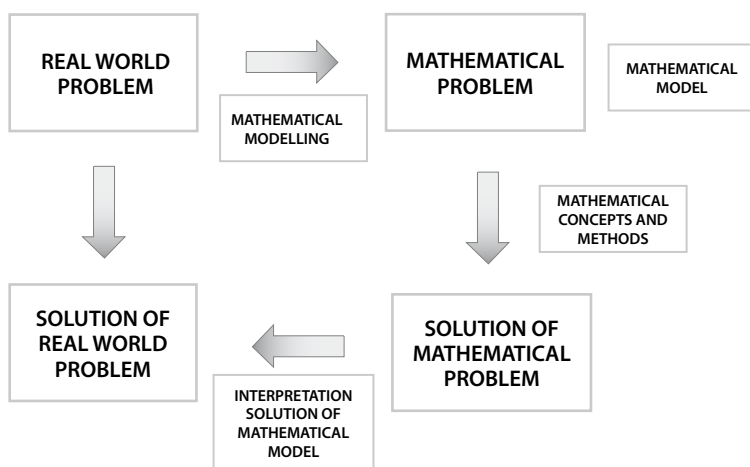 REAL WORLD
PROBLEM
MATHEMATICAL
PROBLEM
MATHEMATICAL
MODEL
MATHEMATICAL
MODELLING
MATHEMATICAL
CONCEPTS AND
METHODS
SOLUTION OF
REAL WORLD
PROBLEM
SOLUTION OF
MATHEMATICAL
PROBLEM
INTERPRETATION
SOLUTION OF
MATHEMATICAL
MODEL